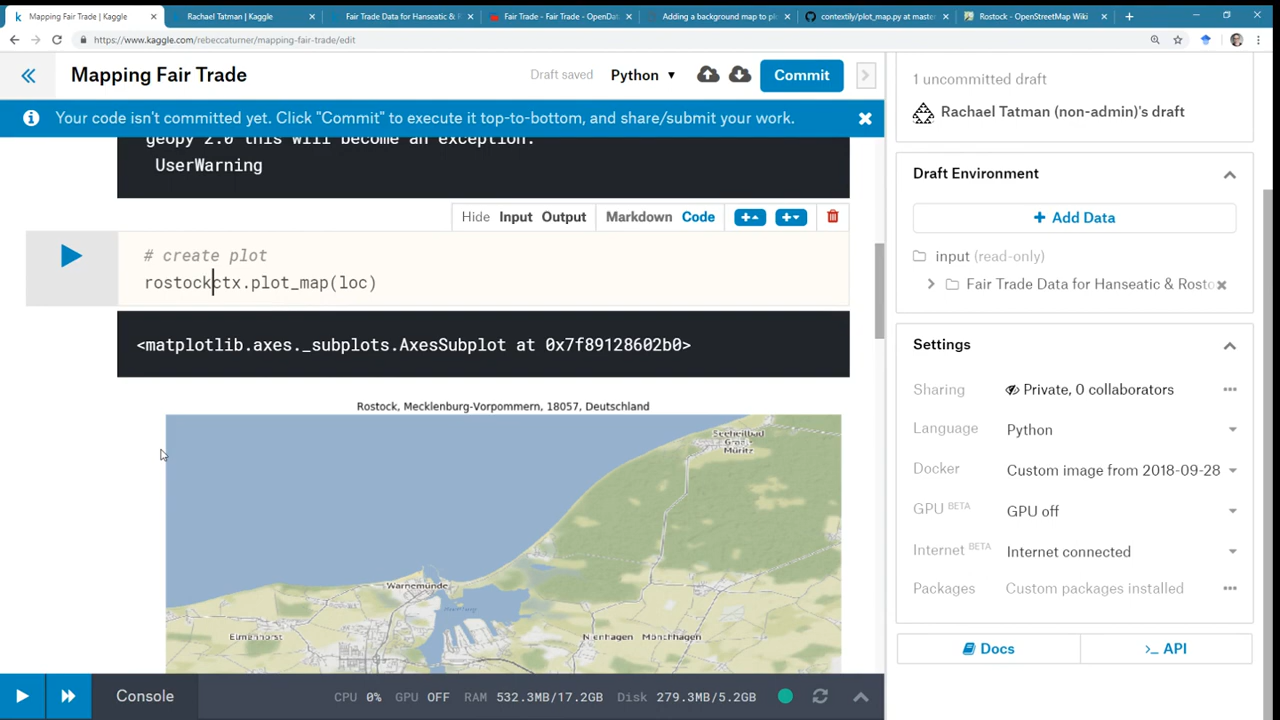 Mapping Fair Trade | Kaggle
Rachael Tatman | Kaggle
Fair Trade Data for Hanseatic & R
Fair Trade - Fair Trade - OpenDat
Adding a background map to plo
contextily/plot_map.py at master
Rostock - OpenStreetMap Wiki
https://www.kaggle.com/rebeccaturner/mapping-fair-trade/edit
Mapping Fair Trade
Draft saved
Python
Commit
Your code isn't committed yet. Click "Commit" to execute it top-to-bottom, and share/submit your work.
geopy 2.0 this will become an exception.
UserWarning
Hide Input Output Markdown Code
# create plot
rostockctx.plot_map(loc)
<matplotlib.axes._subplots.AxesSubplot at 0x7f89128602b0>
Rostock, Mecklenburg-Vorpommern, 18057, Deutschland
Seeheilbad
Graal-
Müritz
Warnemünde
Elmenhorst
Nienhagen
Mönchhagen
1 uncommitted draft
Rachael Tatman (non-admin)'s draft
Draft Environment
+ Add Data
input (read-only)
Fair Trade Data for Hanseatic & Rosto
Settings
Sharing Private, 0 collaborators
Language Python
Docker Custom image from 2018-09-28
GPU BETA GPU off
Internet BETA Internet connected
Packages Custom packages installed
Docs
>_ API
Console
CPU 0% GPU OFF RAM 532.3MB/17.2GB Disk 279.3MB/5.2GB